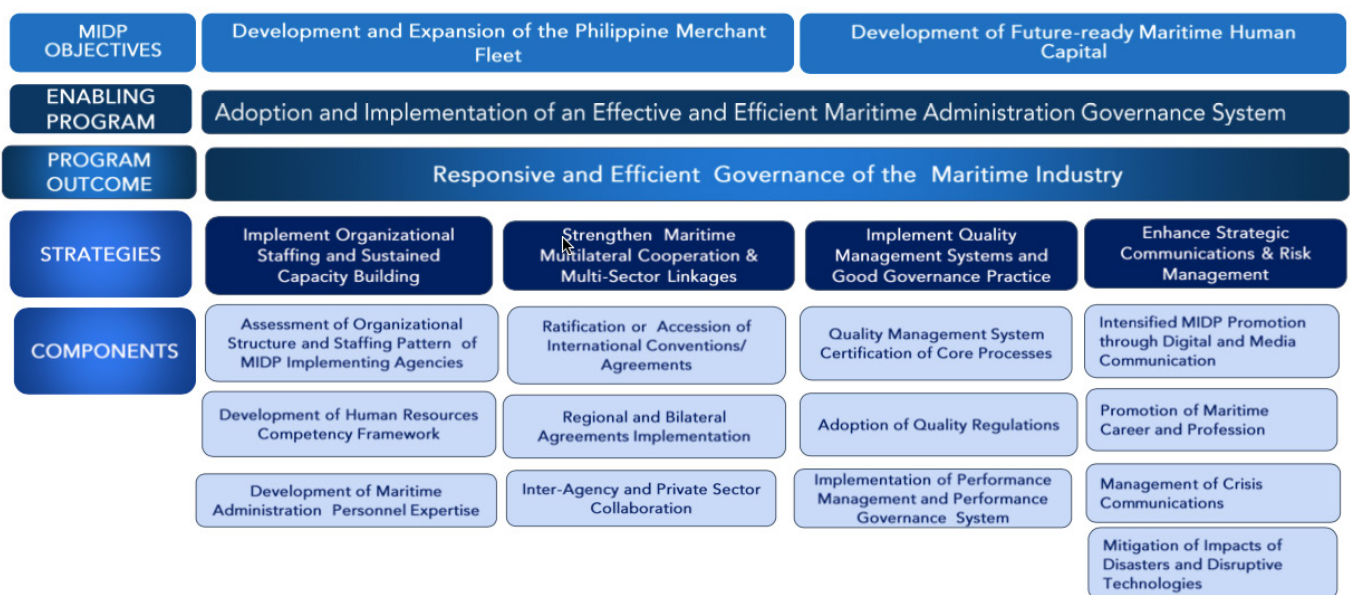 MIDP
OBJECTIVES
Development and Expansion of the Philippine Merchant
Fleet
Development of Future-ready Maritime Human
Capital
ENABLING
PROGRAM
Adoption and Implementation of an Effective and Efficient Maritime Administration Governance System
PROGRAM
OUTCOME
Responsive and Efficient Governance of the Maritime Industry
STRATEGIES
Implement Organizational
Staffing and Sustained
Capacity Building
Strengthen Maritime
Multilateral Cooperation &
Multi-Sector Linkages
Implement Quality
Management Systems and
Good Governance Practice
Enhance Strategic
Communications & Risk
Management
COMPONENTS
Assessment of Organizational
Structure and Staffing Pattern of
MIDP Implementing Agencies
Ratification or Accession of
International Conventions/
Agreements
Quality Management System
Certification of Core Processes
Intensified MIDP Promotion
through Digital and Media
Communication
Development of Human Resources
Competency Framework
Regional and Bilateral
Agreements Implementation
Adoption of Quality Regulations
Promotion of Maritime
Career and Profession
Development of Maritime
Administration Personnel Expertise
Inter-Agency and Private Sector
Collaboration
Implementation of Performance
Management and Performance
Governance System
Management of Crisis
Communications
Mitigation of Impacts of
Disasters and Disruptive
Technologies